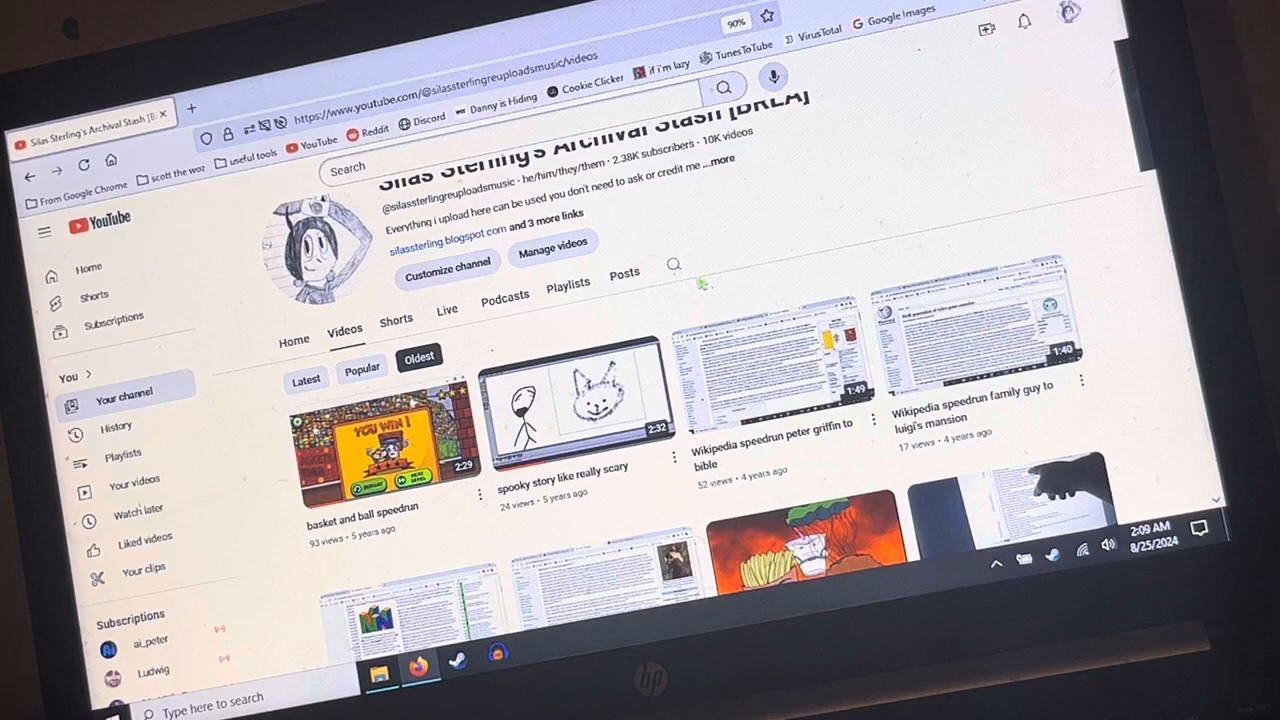 Silas Sterling's Archival Stash [B
90%
https://www.youtube.com/@silassterlingreuploadsmusic/videos
From Google Chrome
scott the woz
useful tools
YouTube
Reddit
Discord
Danny is Hiding
Cookie Clicker
if i'm lazy
TunesToTube
VirusTotal
Google Images
YouTube
Search
Silas Sterling's Archival Stash [BRLA]
@silassterlingreuploadsmusic • he/him/they/them • 2.38K subscribers • 10K videos
Everything i upload here can be used you don't need to ask or credit me ...more
silassterling.blogspot.com and 3 more links
Customize channel
Manage videos
Home
Videos
Shorts
Live
Podcasts
Playlists
Posts
Latest
Popular
Oldest
Home
Shorts
Subscriptions
You
Your channel
History
Playlists
Your videos
Watch later
Liked videos
Your clips
Subscriptions
ai_peter
Ludwig
YOU WIN!
2:29
basket and ball speedrun
93 views • 5 years ago
2:32
spooky story like really scary
24 views • 5 years ago
1:49
Wikipedia speedrun peter griffin to
bible
52 views • 4 years ago
1:40
Wikipedia speedrun family guy to
luigi's mansion
17 views • 4 years ago
Type here to search
2:09 AM
8/25/2024
hp